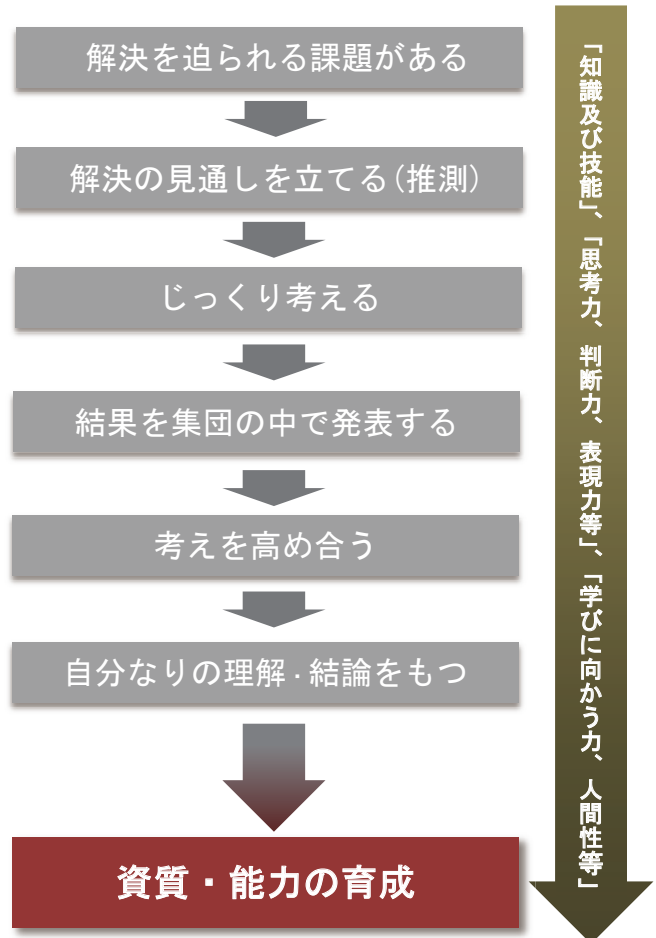 解決を迫られる課題がある
解決の見通しを立てる(推測)
じっくり考える
結果を集団の中で発表する
考えを高め合う
自分なりの理解・結論をもつ
資質・能力の育成
「知識及び技能」、「思考力、判断力、表現力等」、「学びに向かう力、人間性等」